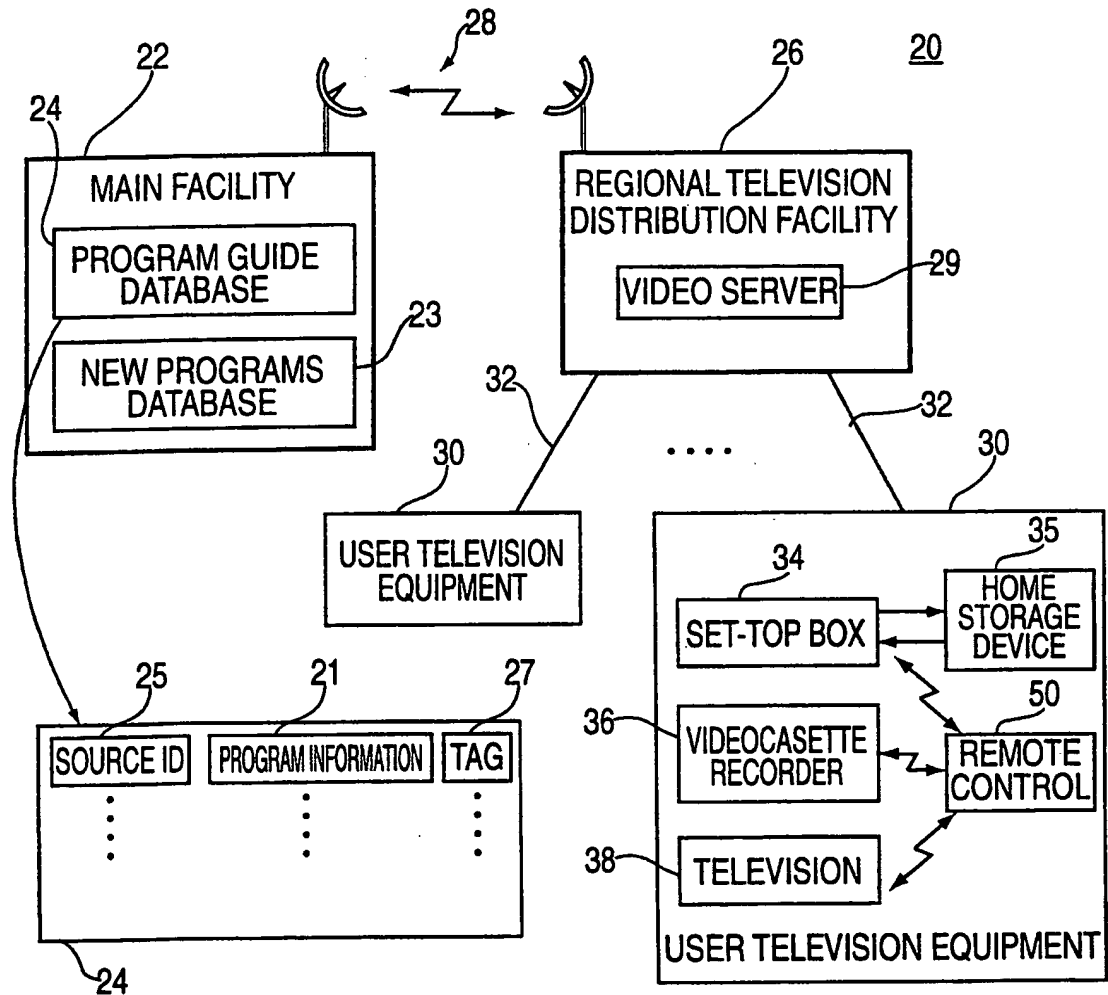 28
22
26
20
24
MAIN FACILITY
PROGRAM GUIDE
DATABASE
23
NEW PROGRAMS
DATABASE
REGIONAL TELEVISION
DISTRIBUTION FACILITY
29
VIDEO SERVER
32
32
30
USER TELEVISION
EQUIPMENT
30
34
35
SET-TOP BOX
HOME
STORAGE
DEVICE
36
VIDEOCASETTE
RECORDER
50
REMOTE
CONTROL
38
TELEVISION
USER TELEVISION EQUIPMENT
25
21
27
SOURCE ID
PROGRAM INFORMATION
TAG
24